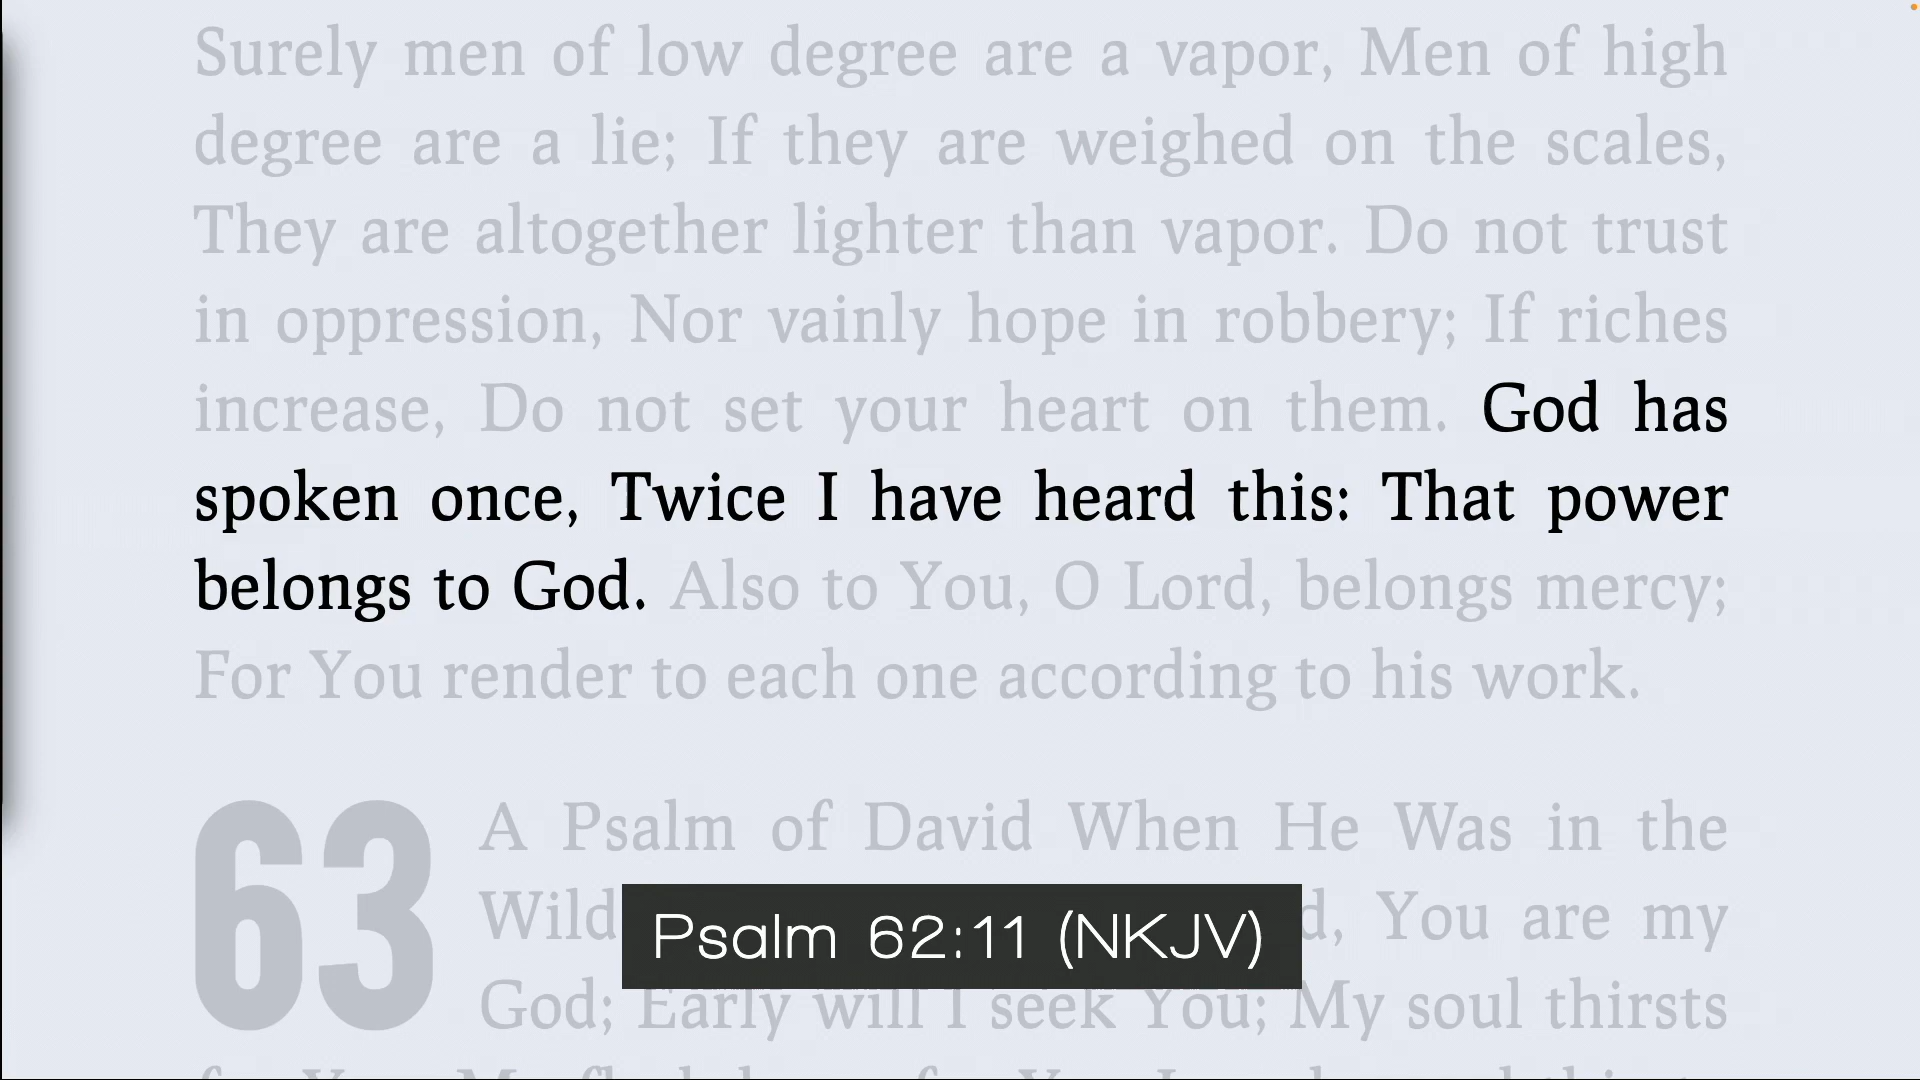 Surely men of low degree are a vapor, Men of high
degree are a lie; If they are weighed on the scales,
They are altogether lighter than vapor. Do not trust
in oppression, Nor vainly hope in robbery; If riches
increase, Do not set your heart on them. God has
spoken once, Twice I have heard this: That power
belongs to God. Also to You, O Lord, belongs mercy;
For You render to each one according to his work.
63
A Psalm of David When He Was in the
You are my
Psalm 62:11 (NKJV)
God; Early will I seek You; My soul thirsts